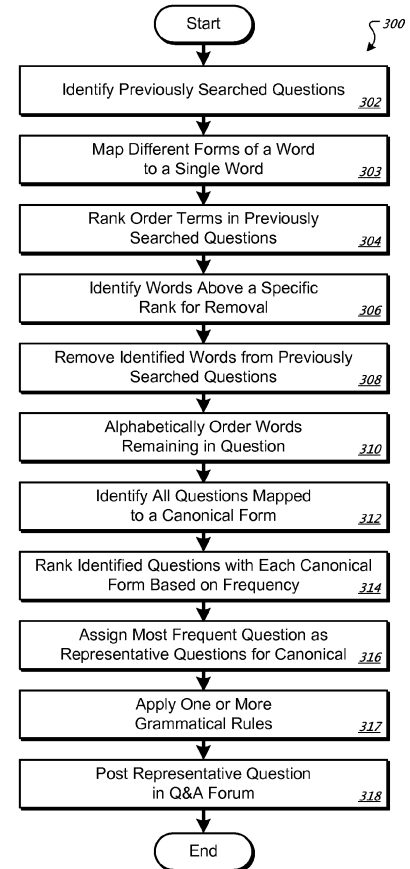 Start
300
Identify Previously Searched Questions
302
Map Different Forms of a Word
to a Single Word
303
Rank Order Terms in Previously
Searched Questions
304
Identify Words Above a Specific
Rank for Removal
306
Remove Identified Words from Previously
Searched Questions
308
Alphabetically Order Words
Remaining in Question
310
Identify All Questions Mapped
to a Canonical Form
312
Rank Identified Questions with Each Canonical
Form Based on Frequency
314
Assign Most Frequent Question as
Representative Questions for Canonical
316
Apply One or More
Grammatical Rules
317
Post Representative Question
in Q&A Forum
318
End